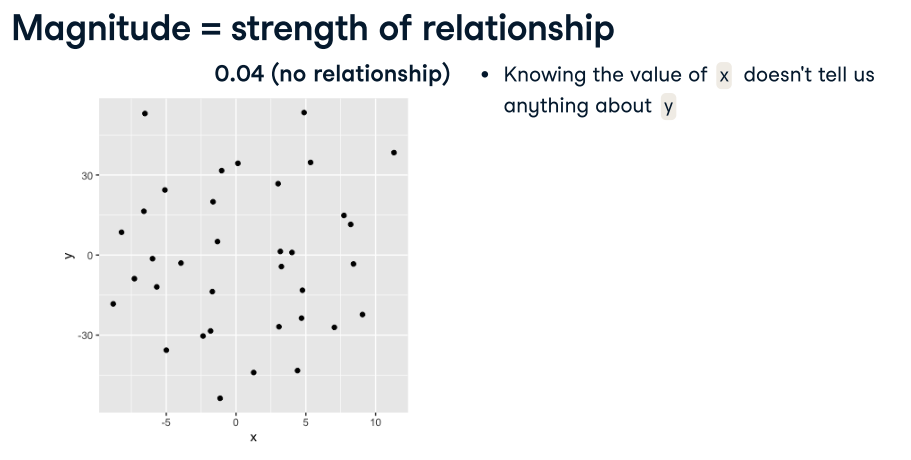 Magnitude = strength of relationship
0.04 (no relationship)
• Knowing the value of x doesn't tell us
anything about y
30
0
-30
y
-5 0 5 10
x